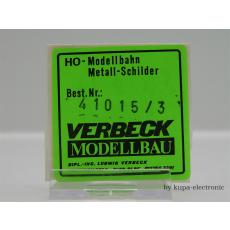 HO-Modellbahn
Metall-Schilder
Best.Nr.:
41015/3
VERBECK
MODELLBAU
DIPL.-ING. LUDWIG VERBECK
by kupa-electronic